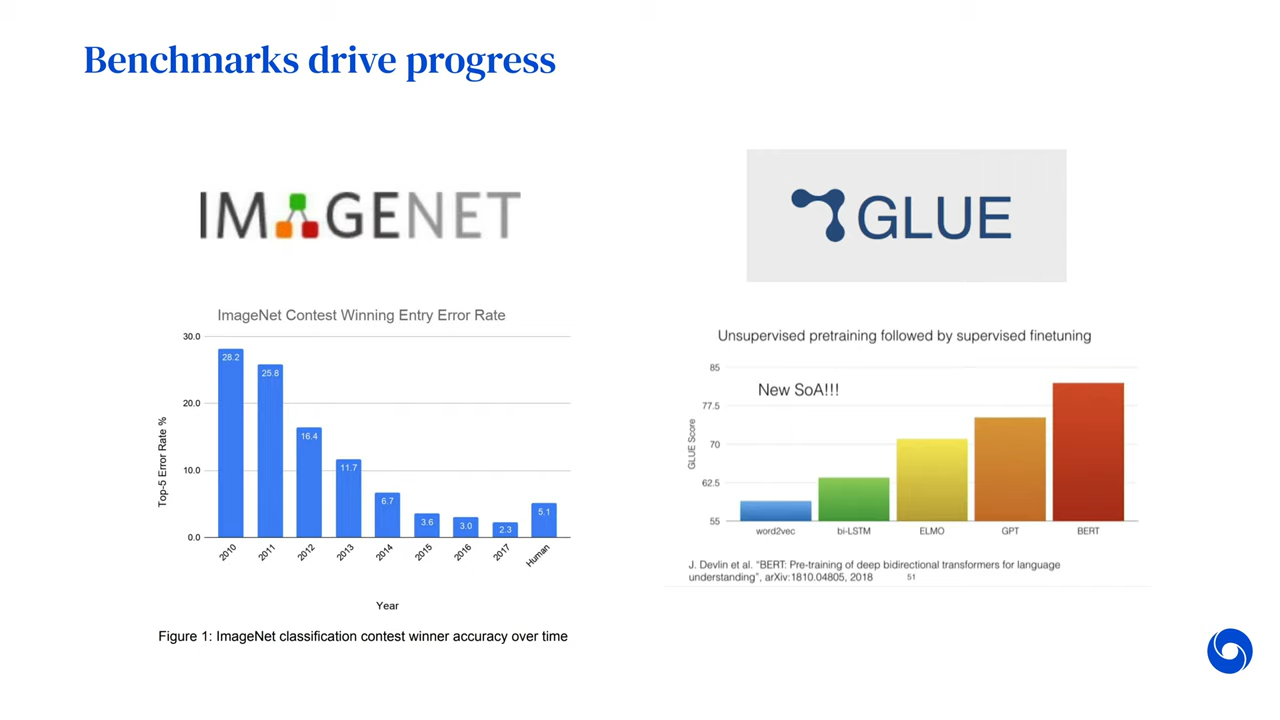 Benchmarks drive progress
IMAGENET
ImageNet Contest Winning Entry Error Rate
Top-5 Error Rate %
30.0
20.0
10.0
0.0
28.2
25.8
16.4
11.7
6.7
3.6
3.0
2.3
5.1
2010
2011
2012
2013
2014
2015
2016
2017
Human
Year
Figure 1: ImageNet classification contest winner accuracy over time
GLUE
Unsupervised pretraining followed by supervised finetuning
New SoA!!!
GLUE Score
85
77.5
70
62.5
55
word2vec
bi-LSTM
ELMO
GPT
BERT
J. Devlin et al. "BERT: Pre-training of deep bidirectional transformers for language
understanding", arXiv:1810.04805, 2018
51